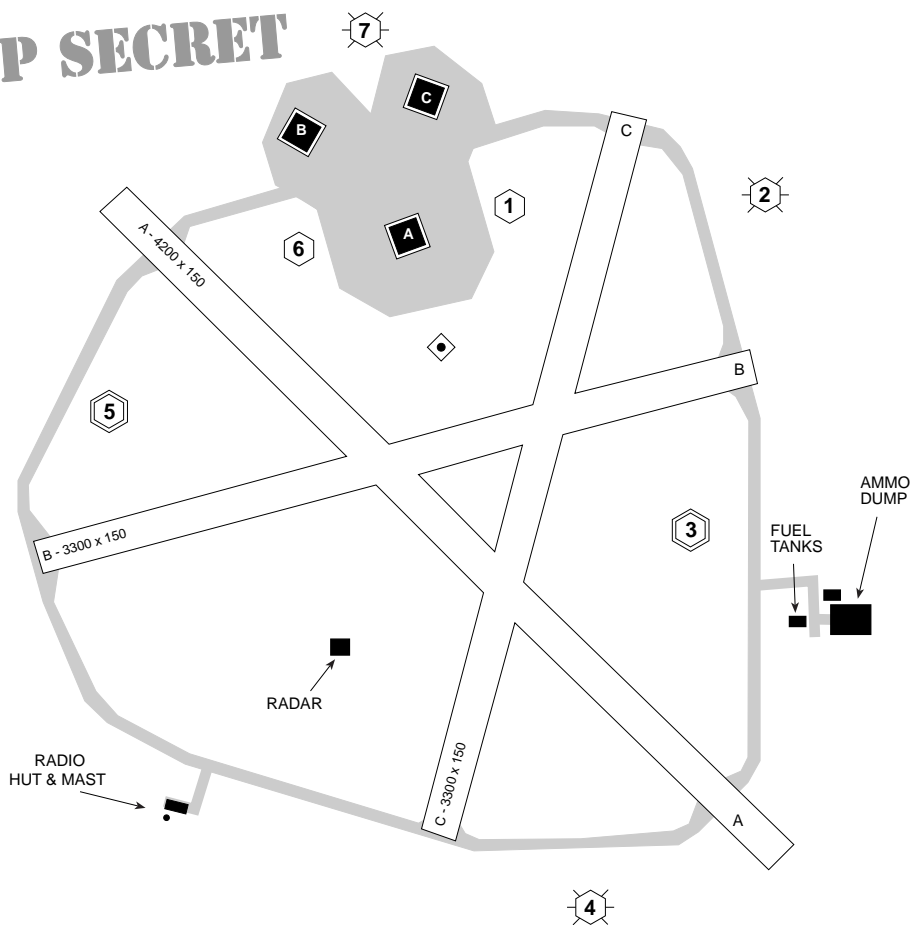 P SECRET
7
C
B
C
2
1
A
6
A - 4200 x 150
B
5
3
AMMO
DUMP
FUEL
TANKS
B - 3300 x 150
RADAR
C - 3300 x 150
RADIO
HUT & MAST
A
4